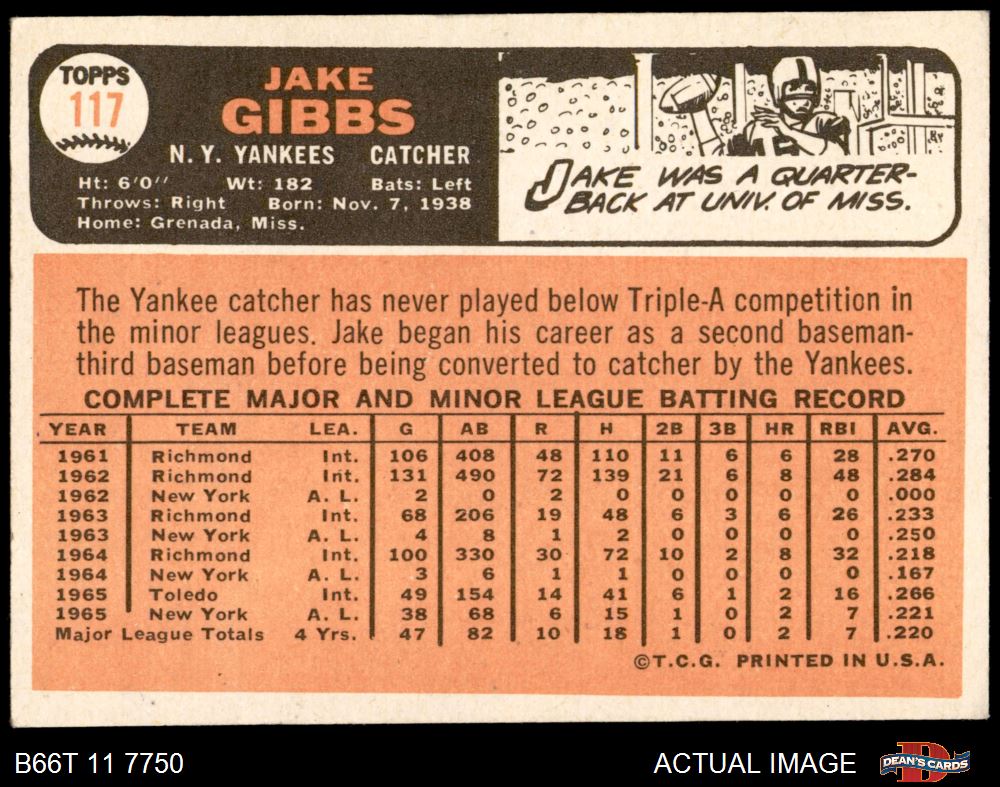 TOPPS
117
JAKE
GIBBS
N. Y. YANKEES CATCHER
Ht: 6'0" Wt: 182 Bats: Left
Throws: Right Born: Nov. 7, 1938
Home: Grenada, Miss.
JAKE WAS A QUARTER-
BACK AT UNIV. OF MISS.
The Yankee catcher has never played below Triple-A competition in
the minor leagues. Jake began his career as a second baseman-
third baseman before being converted to catcher by the Yankees.
COMPLETE MAJOR AND MINOR LEAGUE BATTING RECORD
YEAR TEAM LEA. G AB R H 2B 3B HR RBI AVG.
1961 Richmond Int. 106 408 48 110 11 6 6 28 .270
1962 Richmond Int. 131 490 72 139 21 6 8 48 .284
1962 New York A. L. 2 0 2 0 0 0 0 0 .000
1963 Richmond Int. 68 206 19 48 6 3 6 26 .233
1963 New York A. L. 4 8 1 2 0 0 0 0 .250
1964 Richmond Int. 100 330 30 72 10 2 8 32 .218
1964 New York A. L. 3 6 1 1 0 0 0 0 .167
1965 Toledo Int. 49 154 14 41 6 1 2 16 .266
1965 New York A. L. 38 68 6 15 1 0 2 7 .221
Major League Totals 4 Yrs. 47 82 10 18 1 0 2 7 .220
©T.C.G. PRINTED IN U.S.A.
B66T 11 7750 ACTUAL IMAGE DEAN'S CARDS